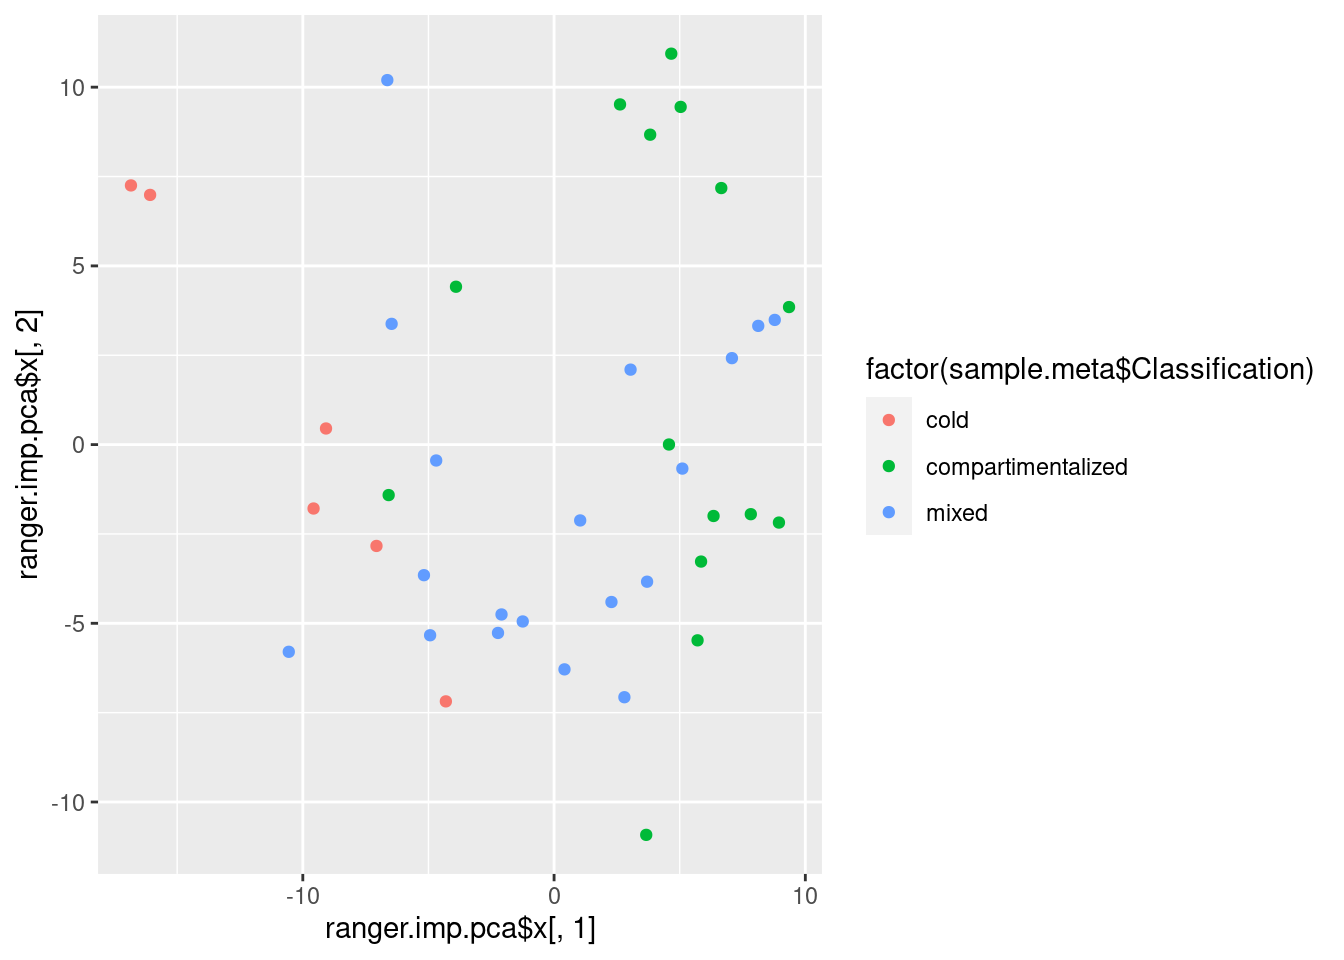 10
5
0
-5
-10
ranger.imp.pca$x[, 2]
-10
0
10
ranger.imp.pca$x[, 1]
factor(sample.meta$Classification)
cold
compartimentalized
mixed